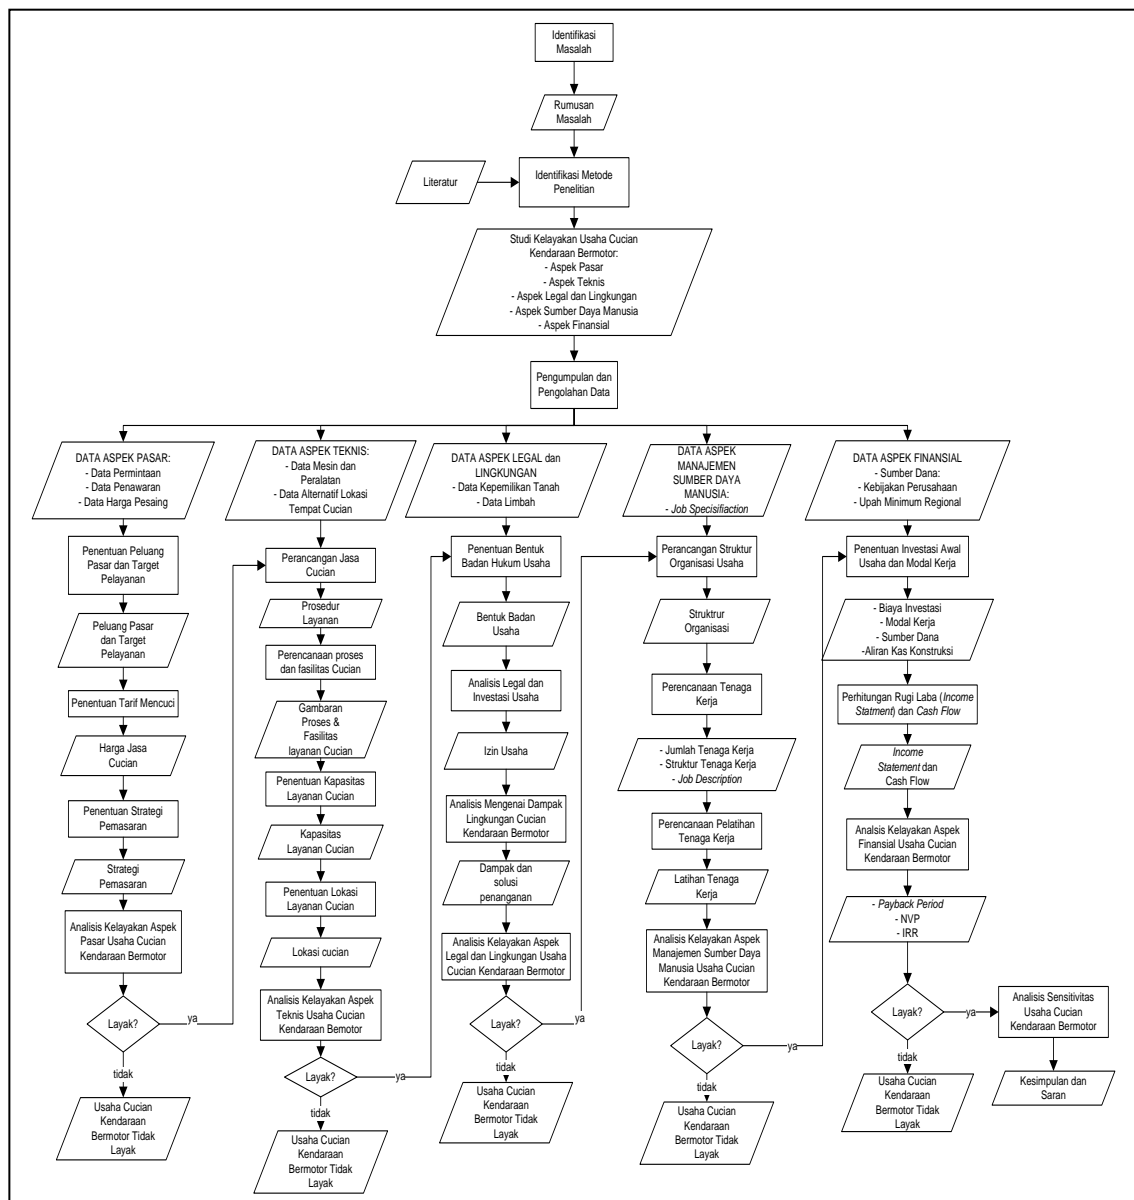 Identifikasi
Masalah
Rumusan
Masalah
Literatur
Identifikasi Metode
Penelitian
Studi Kelayakan Usaha Cucian
Kendaraan Bermotor:
- Aspek Pasar
- Aspek Teknis
- Aspek Legal dan Lingkungan
- Aspek Sumber Daya Manusia
- Aspek Finansial
Pengumpulan dan
Pengolahan Data
DATA ASPEK PASAR:
- Data Permintaan
- Data Penawaran
- Data Harga Pesaing
Penentuan Peluang
Pasar dan Target
Pelayanan
Peluang Pasar
dan Target
Pelayanan
Penentuan Tarif Mencuci
Harga Jasa
Cucian
Penentuan Strategi
Pemasaran
Strategi
Pemasaran
Analisis Kelayakan Aspek
Pasar Usaha Cucian
Kendaraan Bermotor
Layak?
ya
tidak
Usaha Cucian
Kendaraan
Bermotor Tidak
Layak
DATA ASPEK TEKNIS:
- Data Mesin dan
Peralatan
- Data Alternatif Lokasi
Tempat Cucian
Perancangan Jasa
Cucian
Prosedur
Layanan
Perencanaan proses
dan fasilitas Cucian
Gambaran
Proses &
Fasilitas
layanan Cucian
Penentuan Kapasitas
Layanan Cucian
Kapasitas
Layanan Cucian
Penentuan Lokasi
Layanan Cucian
Lokasi cucian
Analisis Kelayakan Aspek
Teknis Usaha Cucian
Kendaraan Bemotor
Layak?
ya
tidak
Usaha Cucian
Kendaraan
Bermotor Tidak
Layak
DATA ASPEK LEGAL dan
LINGKUNGAN
- Data Kepemilikan Tanah
- Data Limbah
Penentuan Bentuk
Badan Hukum Usaha
Bentuk Badan
Usaha
Analisis Legal dan
Investasi Usaha
Izin Usaha
Analisis Mengenai Dampak
Lingkungan Cucian
Kendaraan Bermotor
Dampak dan
solusi
penanganan
Analisis Kelayakan Aspek
Legal dan Lingkungan Usaha
Cucian Kendaraan Bermotor
Layak?
ya
tidak
Usaha Cucian
Kendaraan
Bermotor Tidak
Layak
DATA ASPEK
MANAJEMEN
SUMBER DAYA
MANUSIA:
- Job Specisifiaction
Perancangan Struktur
Organisasi Usaha
Struktrur
Organisasi
Perencanaan Tenaga
Kerja
- Jumlah Tenaga Kerja
- Struktur Tenaga Kerja
- Job Description
Perencanaan Pelatihan
Tenaga Kerja
Latihan Tenaga
Kerja
Analisis Kelayakan Aspek
Manajemen Sumber Daya
Manusia Usaha Cucian
Kendaraan Bermotor
Layak?
ya
tidak
Usaha Cucian
Kendaraan
Bermotor Tidak
Layak
DATA ASPEK FINANSIAL
- Sumber Dana:
- Kebijakan Perusahaan
- Upah Minimum Regional
Penentuan Investasi Awal
Usaha dan Modal Kerja
- Biaya Investasi
- Modal Kerja
- Sumber Dana
-Aliran Kas Konstruksi
Perhitungan Rugi Laba (Income
Statment) dan Cash Flow
Income
Statement dan
Cash Flow
Analsis Kelayakan Aspek
Finansial Usaha Cucian
Kendaraan Bermotor
- Payback Period
- NVP
- IRR
Layak?
ya
tidak
Usaha Cucian
Kendaraan
Bermotor Tidak
Layak
Analisis Sensitivitas
Usaha Cucian
Kendaraan Bermotor
Kesimpulan dan
Saran